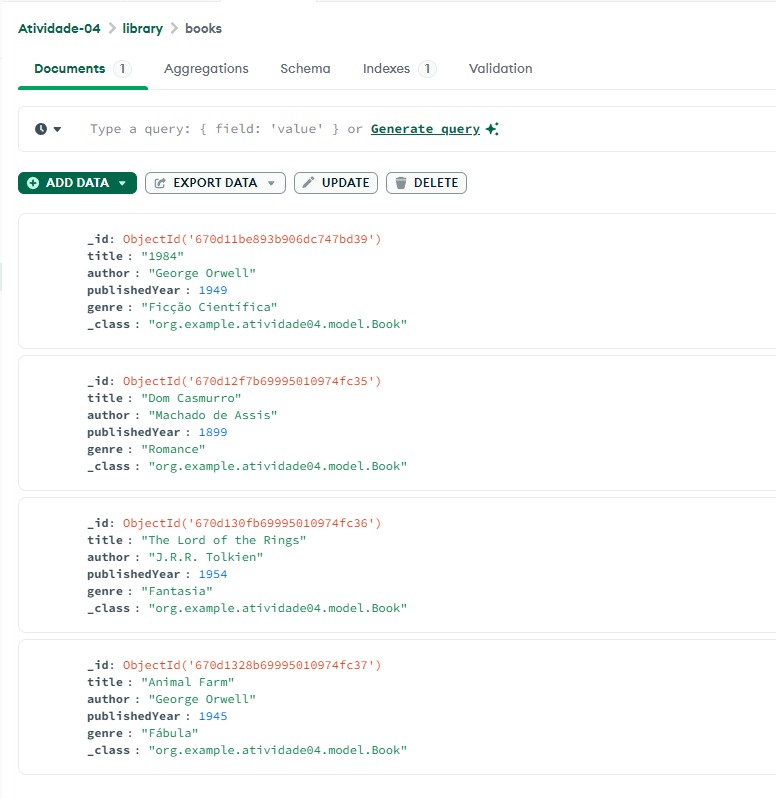 Atividade-04 > library > books
Documents 1 Aggregations Schema Indexes 1 Validation
Type a query: { field: 'value' } or Generate query
ADD DATA EXPORT DATA UPDATE DELETE
_id: ObjectId('670d11be893b906dc747bd39')
title : "1984"
author : "George Orwell"
publishedYear : 1949
genre : "Ficção Científica"
_class : "org.example.atividade04.model.Book"
_id: ObjectId('670d12f7b69995010974fc35')
title : "Dom Casmurro"
author : "Machado de Assis"
publishedYear : 1899
genre : "Romance"
_class : "org.example.atividade04.model.Book"
_id: ObjectId('670d130fb69995010974fc36')
title : "The Lord of the Rings"
author : "J.R.R. Tolkien"
publishedYear : 1954
genre : "Fantasia"
_class : "org.example.atividade04.model.Book"
_id: ObjectId('670d1328b69995010974fc37')
title : "Animal Farm"
author : "George Orwell"
publishedYear : 1945
genre : "Fábula"
_class : "org.example.atividade04.model.Book"